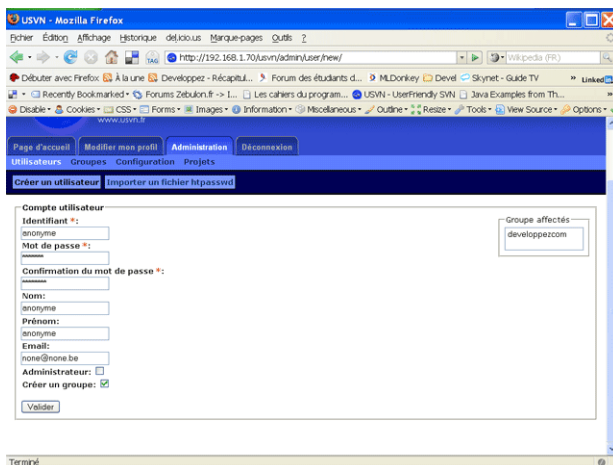 USVN - Mozilla Firefox
Fichier Édition Affichage Historique del.icio.us Marque-pages Outils ?
TAG http://192.168.1.70/usvn/admin/user/new/ Wikipedia (FR)
Débuter avec Firefox À la une Developpez - Récapitul... Forum des étudiants d... MLDonkey Devel Skynet - Guide TV » Linked
Recently Bookmarked Forums Zebulon.fr -> I... Les cahiers du program... USVN - UserFriendly SVN Java Examples from Th... »
Disable Cookies CSS Forms Images Information Miscellaneous Outline Resize Tools View Source Options
www.usvn.fr
Page d'accueil Modifier mon profil Administration Déconnexion
Utilisateurs Groupes Configuration Projets
Créer un utilisateur Importer un fichier htpasswd
Compte utilisateur
Identifiant *:
anonyme
Mot de passe *:
Confirmation du mot de passe *:
Nom:
anonyme
Prénom:
anonyme
Email:
none@none.be
Administrateur:
Créer un groupe:
Valider
Groupe affectés
developpezcom
Terminé